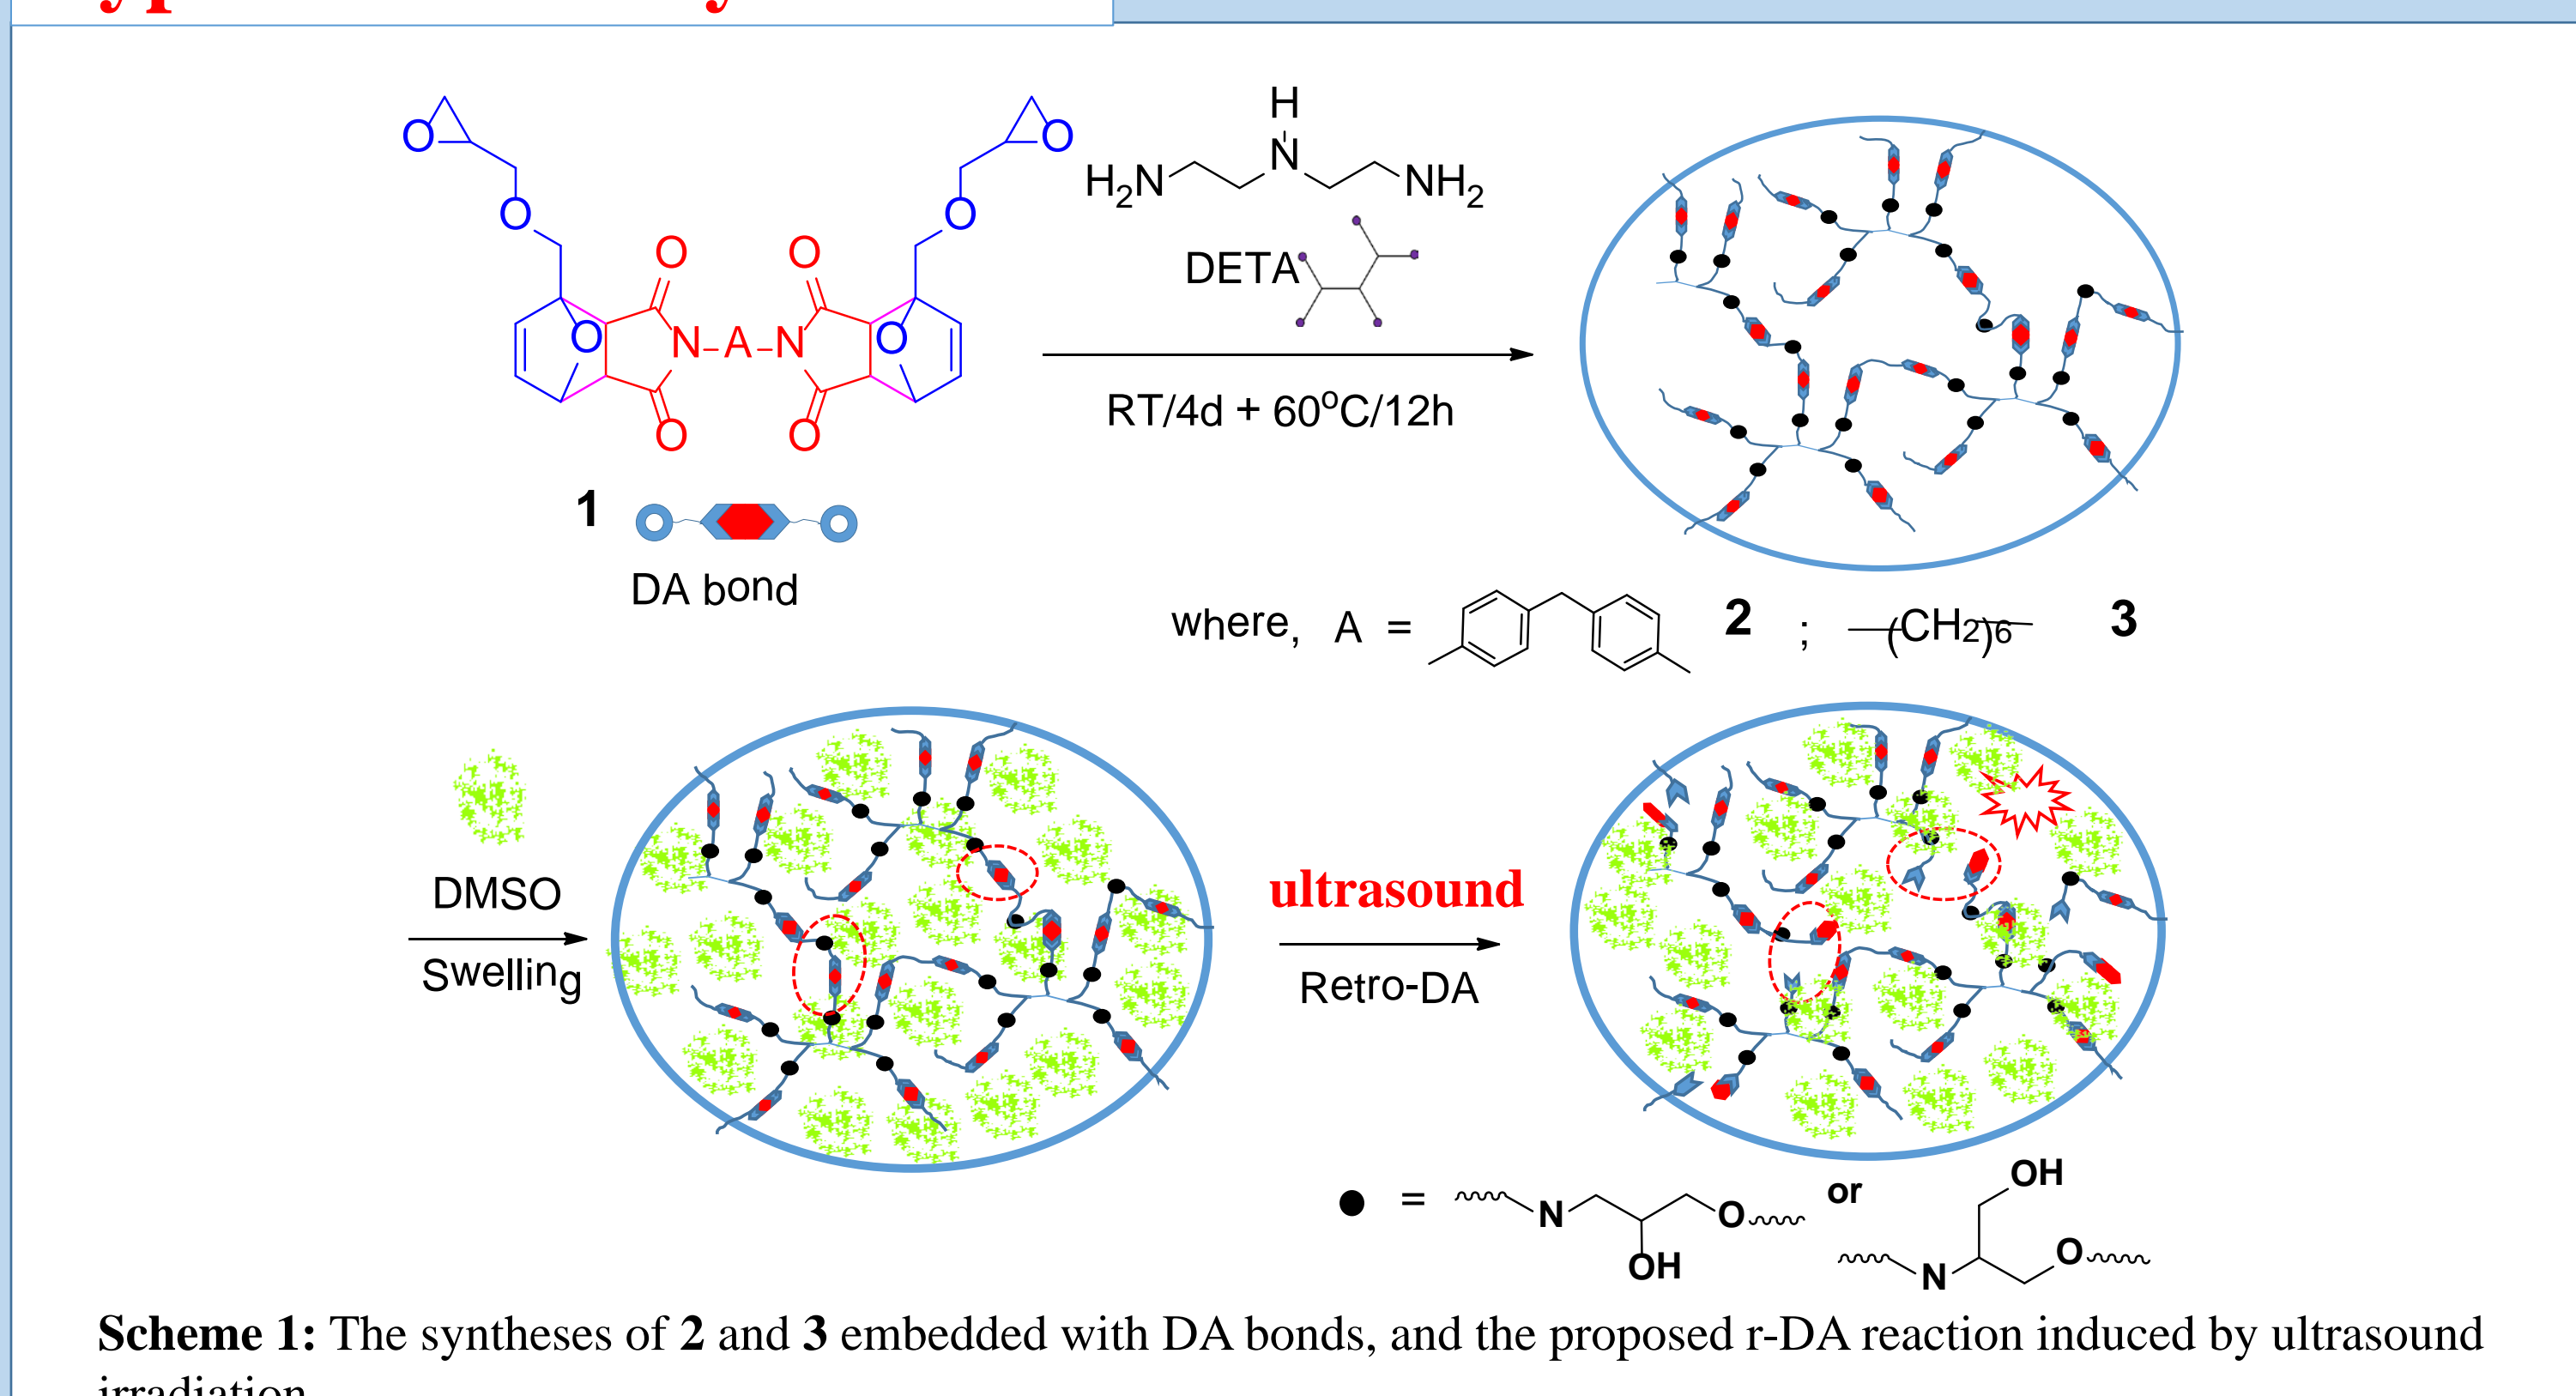 O O
H
N
H2N NH2
O O
O O
DETA
O O
N–A–N
RT/4d + 60oC/12h
O O
1
DA bond
where, A = 2 ; (CH2)6 3
DMSO
Swelling
ultrasound
Retro-DA
= N O or OH
OH
N O
Scheme 1: The syntheses of 2 and 3 embedded with DA bonds, and the proposed r-DA reaction induced by ultrasound
irradiation